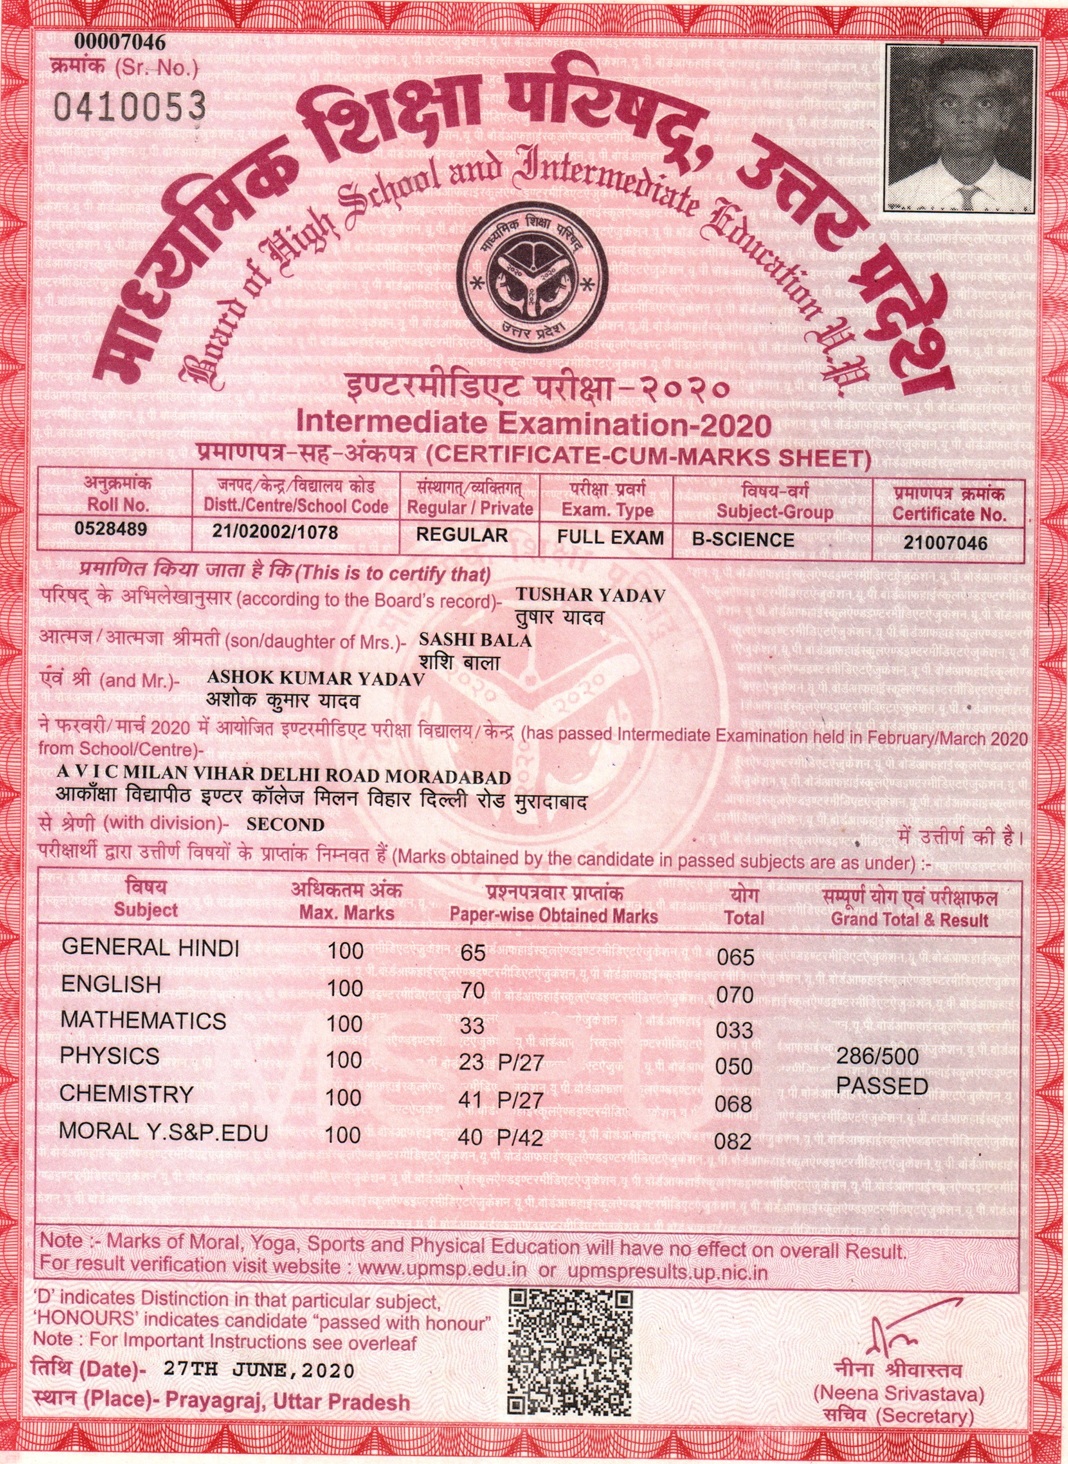 00007046
क्रमांक (Sr. No.)
0410053
माध्यमिक शिक्षा परिषद्, उत्तर प्रदेश
Board of High School and Intermediate Education U.P.
माध्यमिक शिक्षा परिषद्
२०२० २०२०
२०२०
उत्तर प्रदेश
इण्टरमीडिएट परीक्षा-२०२०
Intermediate Examination-2020
प्रमाणपत्र-सह-अंकपत्र (CERTIFICATE-CUM-MARKS SHEET)
अनुक्रमांक जनपद/केन्द्र/विद्यालय कोड संस्थागत/व्यक्तिगत परीक्षा प्रवर्ग विषय-वर्ग प्रमाणपत्र क्रमांक
Roll No. Distt./Centre/School Code Regular / Private Exam. Type Subject-Group Certificate No.
0528489 21/02002/1078 REGULAR FULL EXAM B-SCIENCE 21007046
प्रमाणित किया जाता है कि (This is to certify that)
परिषद् के अभिलेखानुसार (according to the Board's record)- TUSHAR YADAV
तुषार यादव
आत्मज/आत्मजा श्रीमती (son/daughter of Mrs.)- SASHI BALA
शशि बाला
एंवं श्री (and Mr.)- ASHOK KUMAR YADAV
अशोक कुमार यादव
ने फरवरी/मार्च 2020 में आयोजित इण्टरमीडिएट परीक्षा विद्यालय/केन्द्र (has passed Intermediate Examination held in February/March 2020
from School/Centre)-
A V I C MILAN VIHAR DELHI ROAD MORADABAD
आकाँक्षा विद्यापीठ इण्टर कॉलेज मिलन विहार दिल्ली रोड मुरादाबाद
से श्रेणी (with division)- SECOND में उत्तीर्ण की है।
परीक्षार्थी द्वारा उत्तीर्ण विषयों के प्राप्तांक निम्नवत हैं (Marks obtained by the candidate in passed subjects are as under) :-
विषय अधिकतम अंक प्रश्नपत्रवार प्राप्तांक योग सम्पूर्ण योग एवं परीक्षाफल
Subject Max. Marks Paper-wise Obtained Marks Total Grand Total & Result
GENERAL HINDI 100 65 065
ENGLISH 100 70 070
MATHEMATICS 100 33 033
PHYSICS 100 23 P/27 050 286/500
CHEMISTRY 100 41 P/27 068 PASSED
MORAL Y.S&P.EDU 100 40 P/42 082
Note :- Marks of Moral, Yoga, Sports and Physical Education will have no effect on overall Result.
For result verification visit website : www.upmsp.edu.in or upmspresults.up.nic.in
'D' indicates Distinction in that particular subject,
'HONOURS' indicates candidate "passed with honour"
Note : For Important Instructions see overleaf
तिथि (Date)- 27TH JUNE,2020
स्थान (Place)- Prayagraj, Uttar Pradesh
नीना श्रीवास्तव
(Neena Srivastava)
सचिव (Secretary)